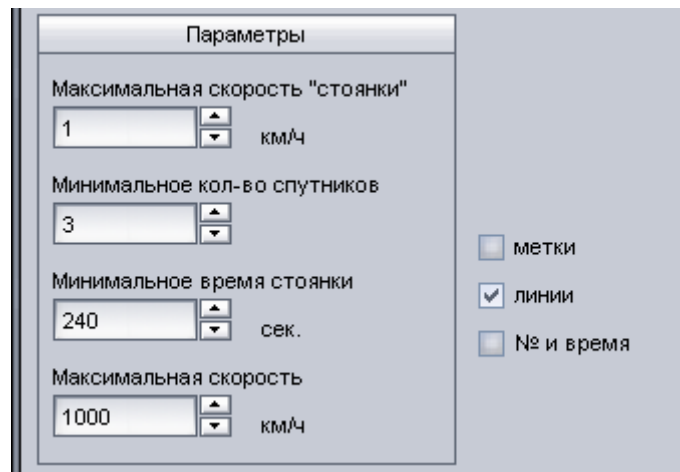 Параметры
Максимальная скорость "стоянки"
1 км/ч
Минимальное кол-во спутников
3
метки
Минимальное время стоянки
линии
240 сек.
№ и время
Максимальная скорость
1000 км/ч